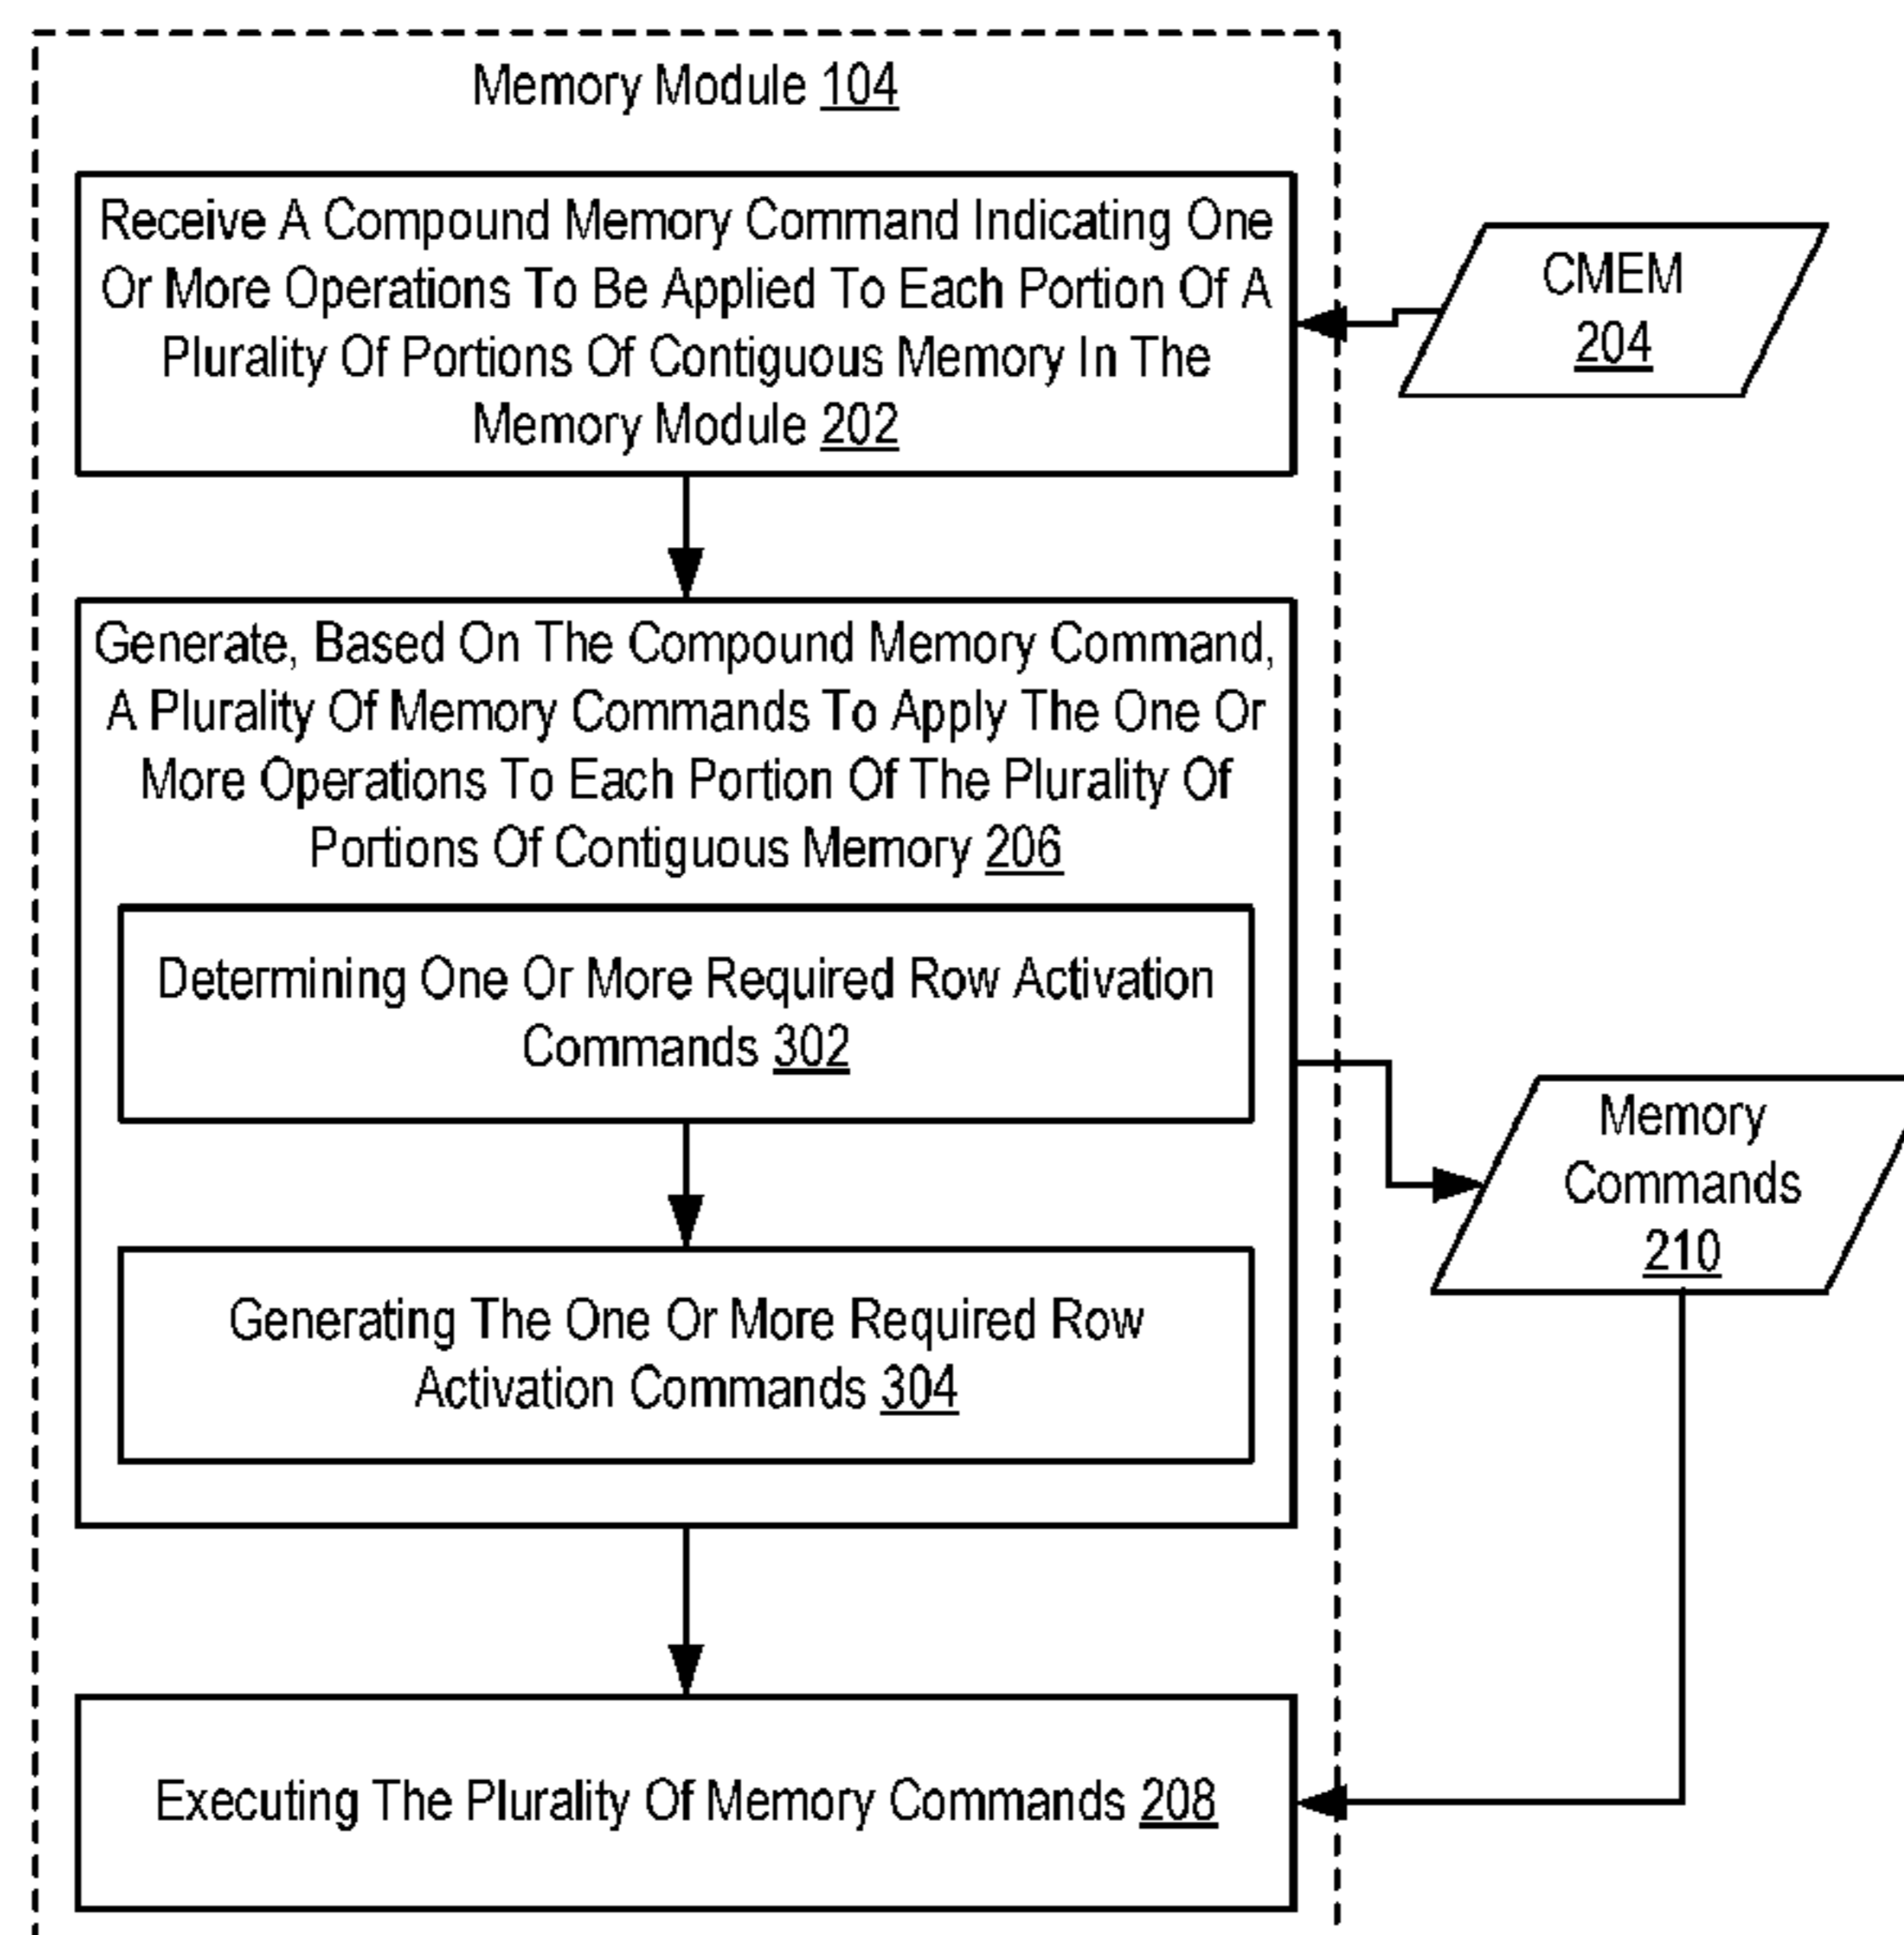 Memory Module 104
Receive A Compound Memory Command Indicating One
Or More Operations To Be Applied To Each Portion Of A
Plurality Of Portions Of Contiguous Memory In The
Memory Module 202
CMEM
204
Generate, Based On The Compound Memory Command,
A Plurality Of Memory Commands To Apply The One Or
More Operations To Each Portion Of The Plurality Of
Portions Of Contiguous Memory 206
Determining One Or More Required Row Activation
Commands 302
Memory
Commands
210
Generating The One Or More Required Row
Activation Commands 304
Executing The Plurality Of Memory Commands 208